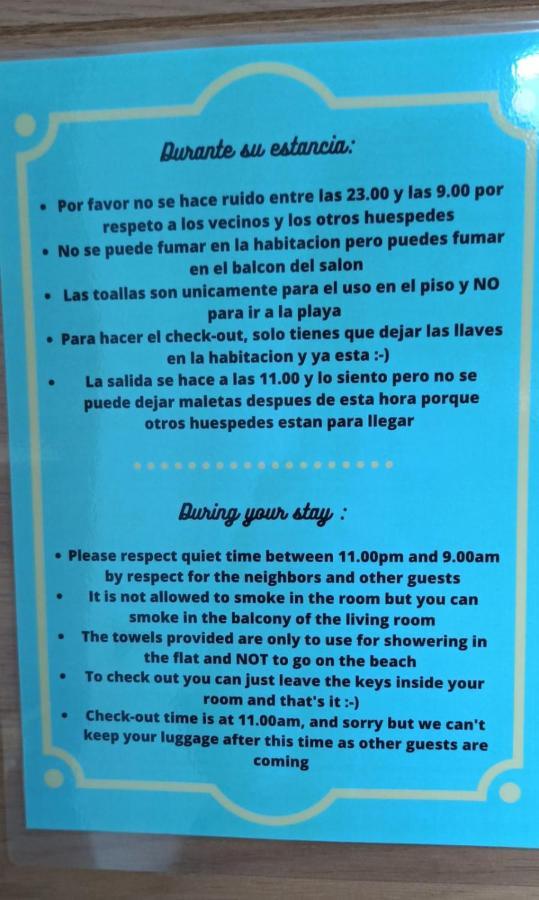 Durante su estancia:
• Por favor no se hace ruido entre las 23.00 y las 9.00 por
respeto a los vecinos y los otros huespedes
• No se puede fumar en la habitacion pero puedes fumar
en el balcon del salon
• Las toallas son unicamente para el uso en el piso y NO
para ir a la playa
• Para hacer el check-out, solo tienes que dejar las llaves
en la habitacion y ya esta :-)
• La salida se hace a las 11.00 y lo siento pero no se
puede dejar maletas despues de esta hora porque
otros huespedes estan para llegar
During your stay :
• Please respect quiet time between 11.00pm and 9.00am
by respect for the neighbors and other guests
• It is not allowed to smoke in the room but you can
smoke in the balcony of the living room
• The towels provided are only to use for showering in
the flat and NOT to go on the beach
• To check out you can just leave the keys inside your
room and that's it :-)
• Check-out time is at 11.00am, and sorry but we can't
keep your luggage after this time as other guests are
coming